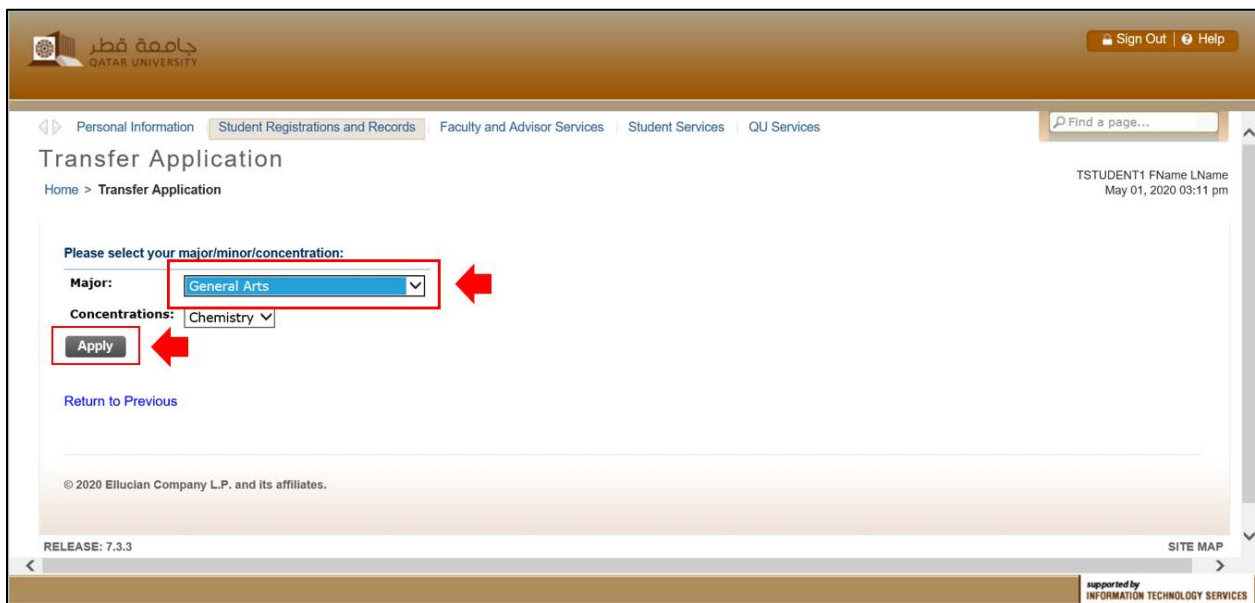 جامعة قطر
QATAR UNIVERSITY
Sign Out | Help
Personal Information Student Registrations and Records Faculty and Advisor Services Student Services QU Services
Find a page...
Transfer Application
Home > Transfer Application
TSTUDENT1 FName LName
May 01, 2020 03:11 pm
Please select your major/minor/concentration:
Major: General Arts
Concentrations: Chemistry
Apply
Return to Previous
© 2020 Ellucian Company L.P. and its affiliates.
RELEASE: 7.3.3 SITE MAP
supported by
INFORMATION TECHNOLOGY SERVICES